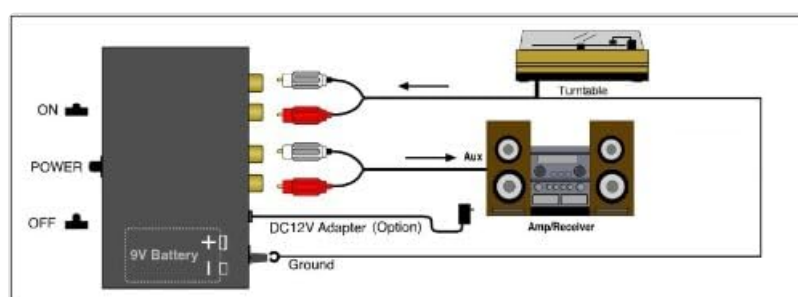 ON
POWER
OFF
9V Battery
Turntable
Aux
Amp/Receiver
DC12V Adapter (Option)
Ground